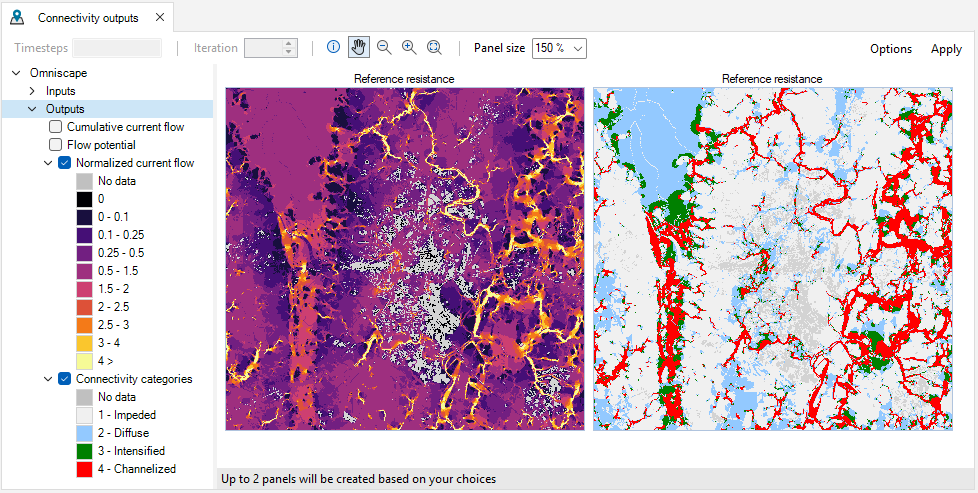 Connectivity outputs
Timesteps
Iteration
Panel size 150 %
Options Apply
Omniscape
Inputs
Outputs
Cumulative current flow
Flow potential
Normalized current flow
No data
0
0 - 0.1
0.1 - 0.25
0.25 - 0.5
0.5 - 1.5
1.5 - 2
2 - 2.5
2.5 - 3
3 - 4
4 >
Connectivity categories
No data
1 - Impeded
2 - Diffuse
3 - Intensified
4 - Channelized
Reference resistance
Reference resistance
Up to 2 panels will be created based on your choices